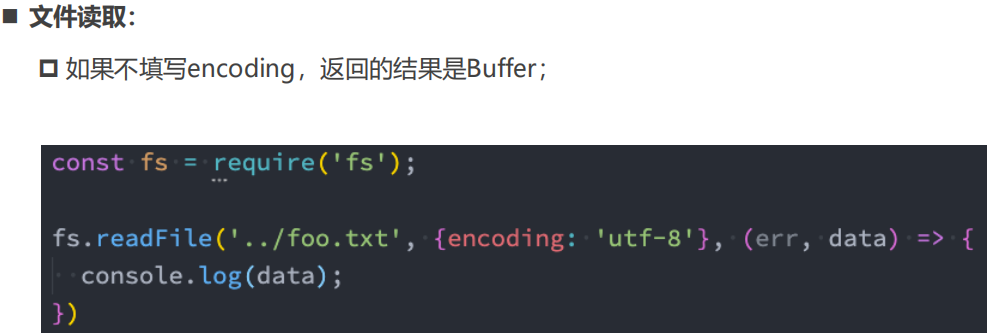 ■ 文件读取：
如果不填写encoding，返回的结果是Buffer；
const fs = require('fs');
fs.readFile('../foo.txt', {encoding: 'utf-8'}, (err, data) => {
  console.log(data);
})